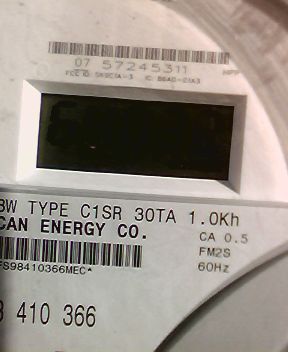 07 57245311
3W TYPE C1SR 30TA 1.0Kh
CAN ENERGY CO.
CA 0.5
FM2S
60Hz
FS98410366MEC*
3 410 366